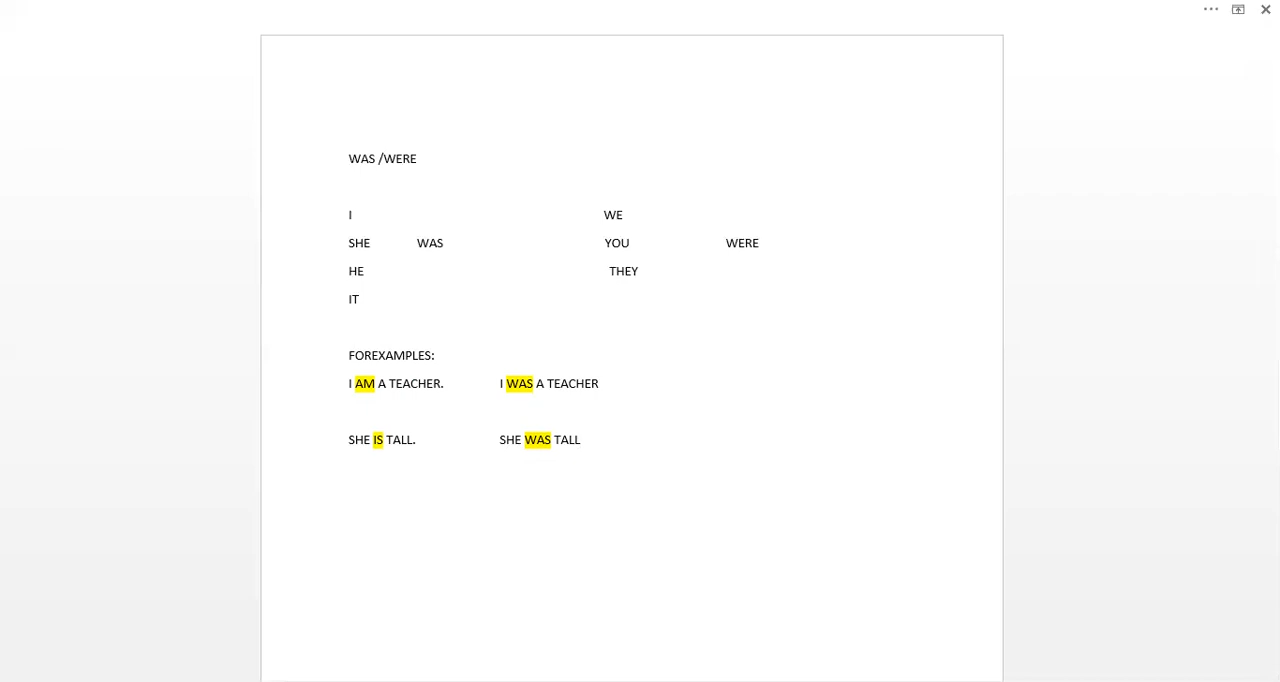 WAS /WERE
I WE
SHE WAS YOU WERE
HE THEY
IT
FOREXAMPLES:
I AM A TEACHER. I WAS A TEACHER
SHE IS TALL. SHE WAS TALL